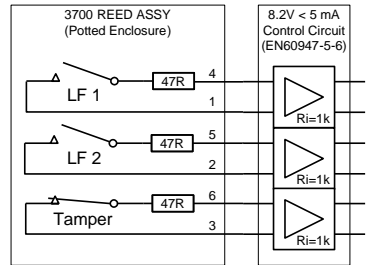 3700 REED ASSY
(Potted Enclosure)
8.2V < 5 mA
Control Circuit
(EN60947-5-6)
47R
4
LF 1
1
Ri=1k
47R
5
LF 2
2
Ri=1k
47R
6
Tamper
3
Ri=1k